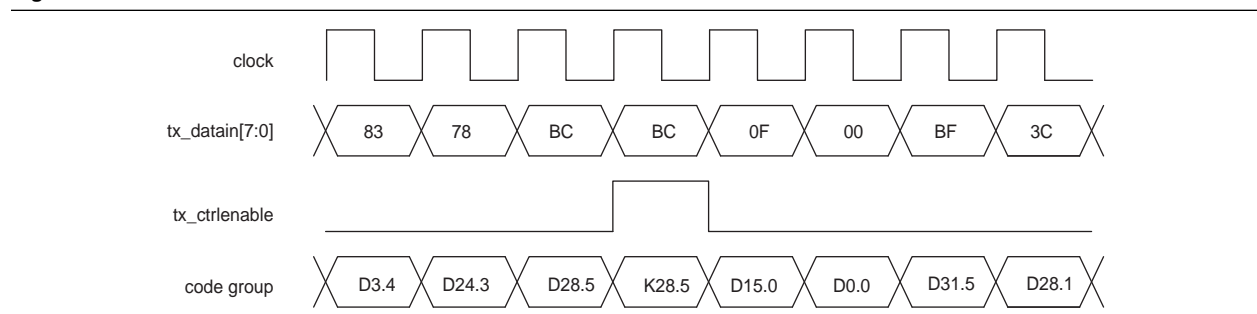 clock
tx_datain[7:0] 83 78 BC BC 0F 00 BF 3C
tx_ctrlenable
code group D3.4 D24.3 D28.5 K28.5 D15.0 D0.0 D31.5 D28.1